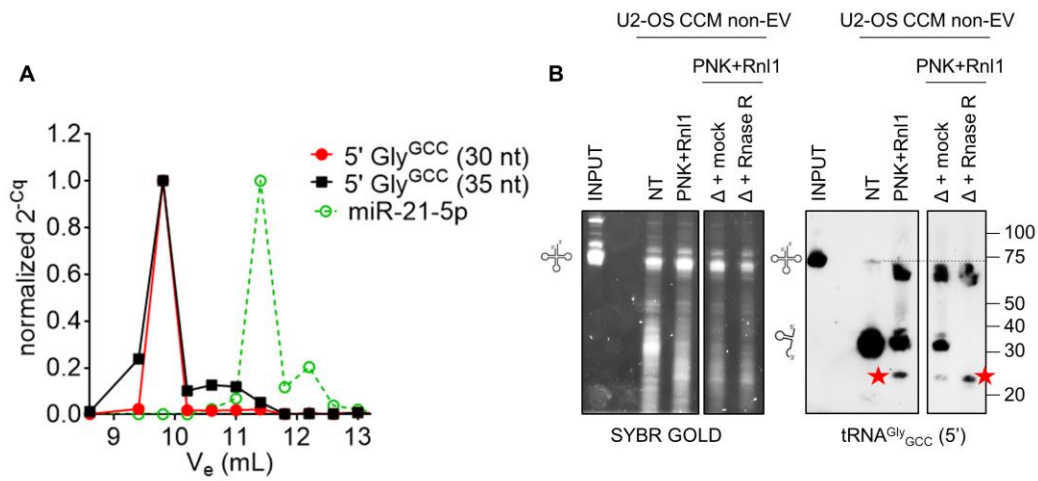 A
normalized 2^-Cq
1.2
1.0
0.8
0.6
0.4
0.2
0.0
9 10 11 12 13
Ve (mL)
5' Gly^GCC (30 nt)
5' Gly^GCC (35 nt)
miR-21-5p
B
U2-OS CCM non-EV
PNK+Rnl1
INPUT
NT
PNK+Rnl1
Δ + mock
Δ + Rnase R
SYBR GOLD
U2-OS CCM non-EV
PNK+Rnl1
INPUT
NT
PNK+Rnl1
Δ + mock
Δ + Rnase R
100
75
50
40
30
20
tRNA^Gly_GCC (5')